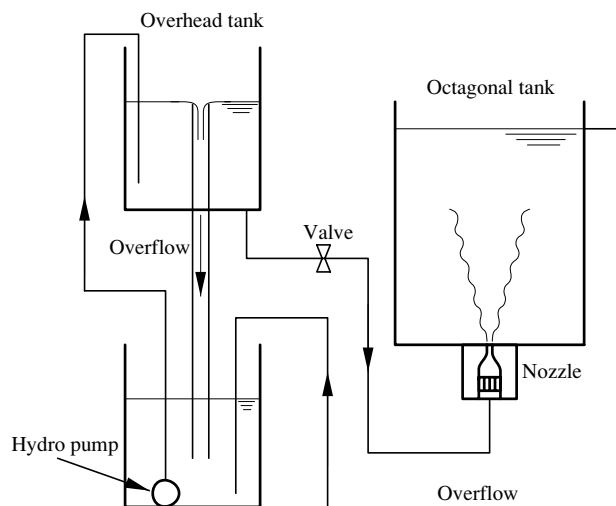 Overhead tank
Octagonal tank
Overflow
Valve
Nozzle
Hydro pump
Overflow